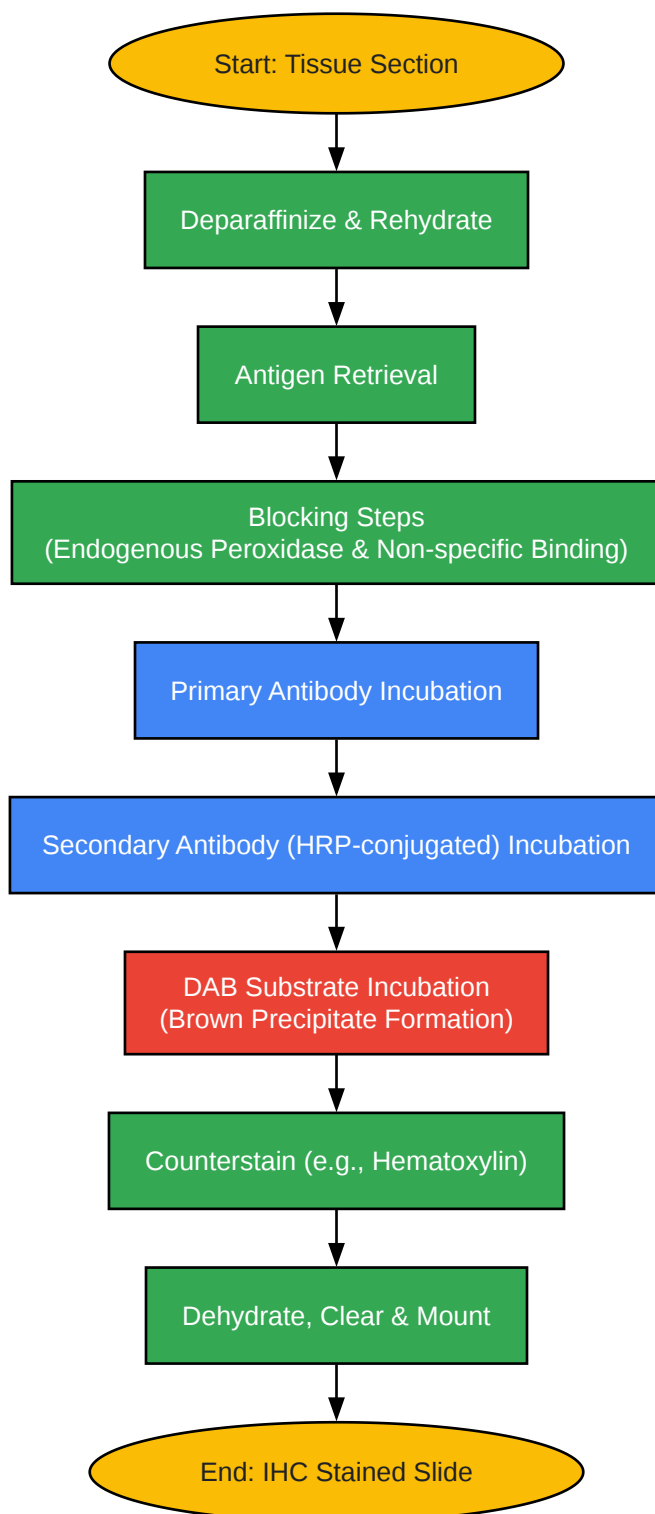 Start: Tissue Section
Deparaffinize & Rehydrate
Antigen Retrieval
Blocking Steps
(Endogenous Peroxidase & Non-specific Binding)
Primary Antibody Incubation
Secondary Antibody (HRP-conjugated) Incubation
DAB Substrate Incubation
(Brown Precipitate Formation)
Counterstain (e.g., Hematoxylin)
Dehydrate, Clear & Mount
End: IHC Stained Slide